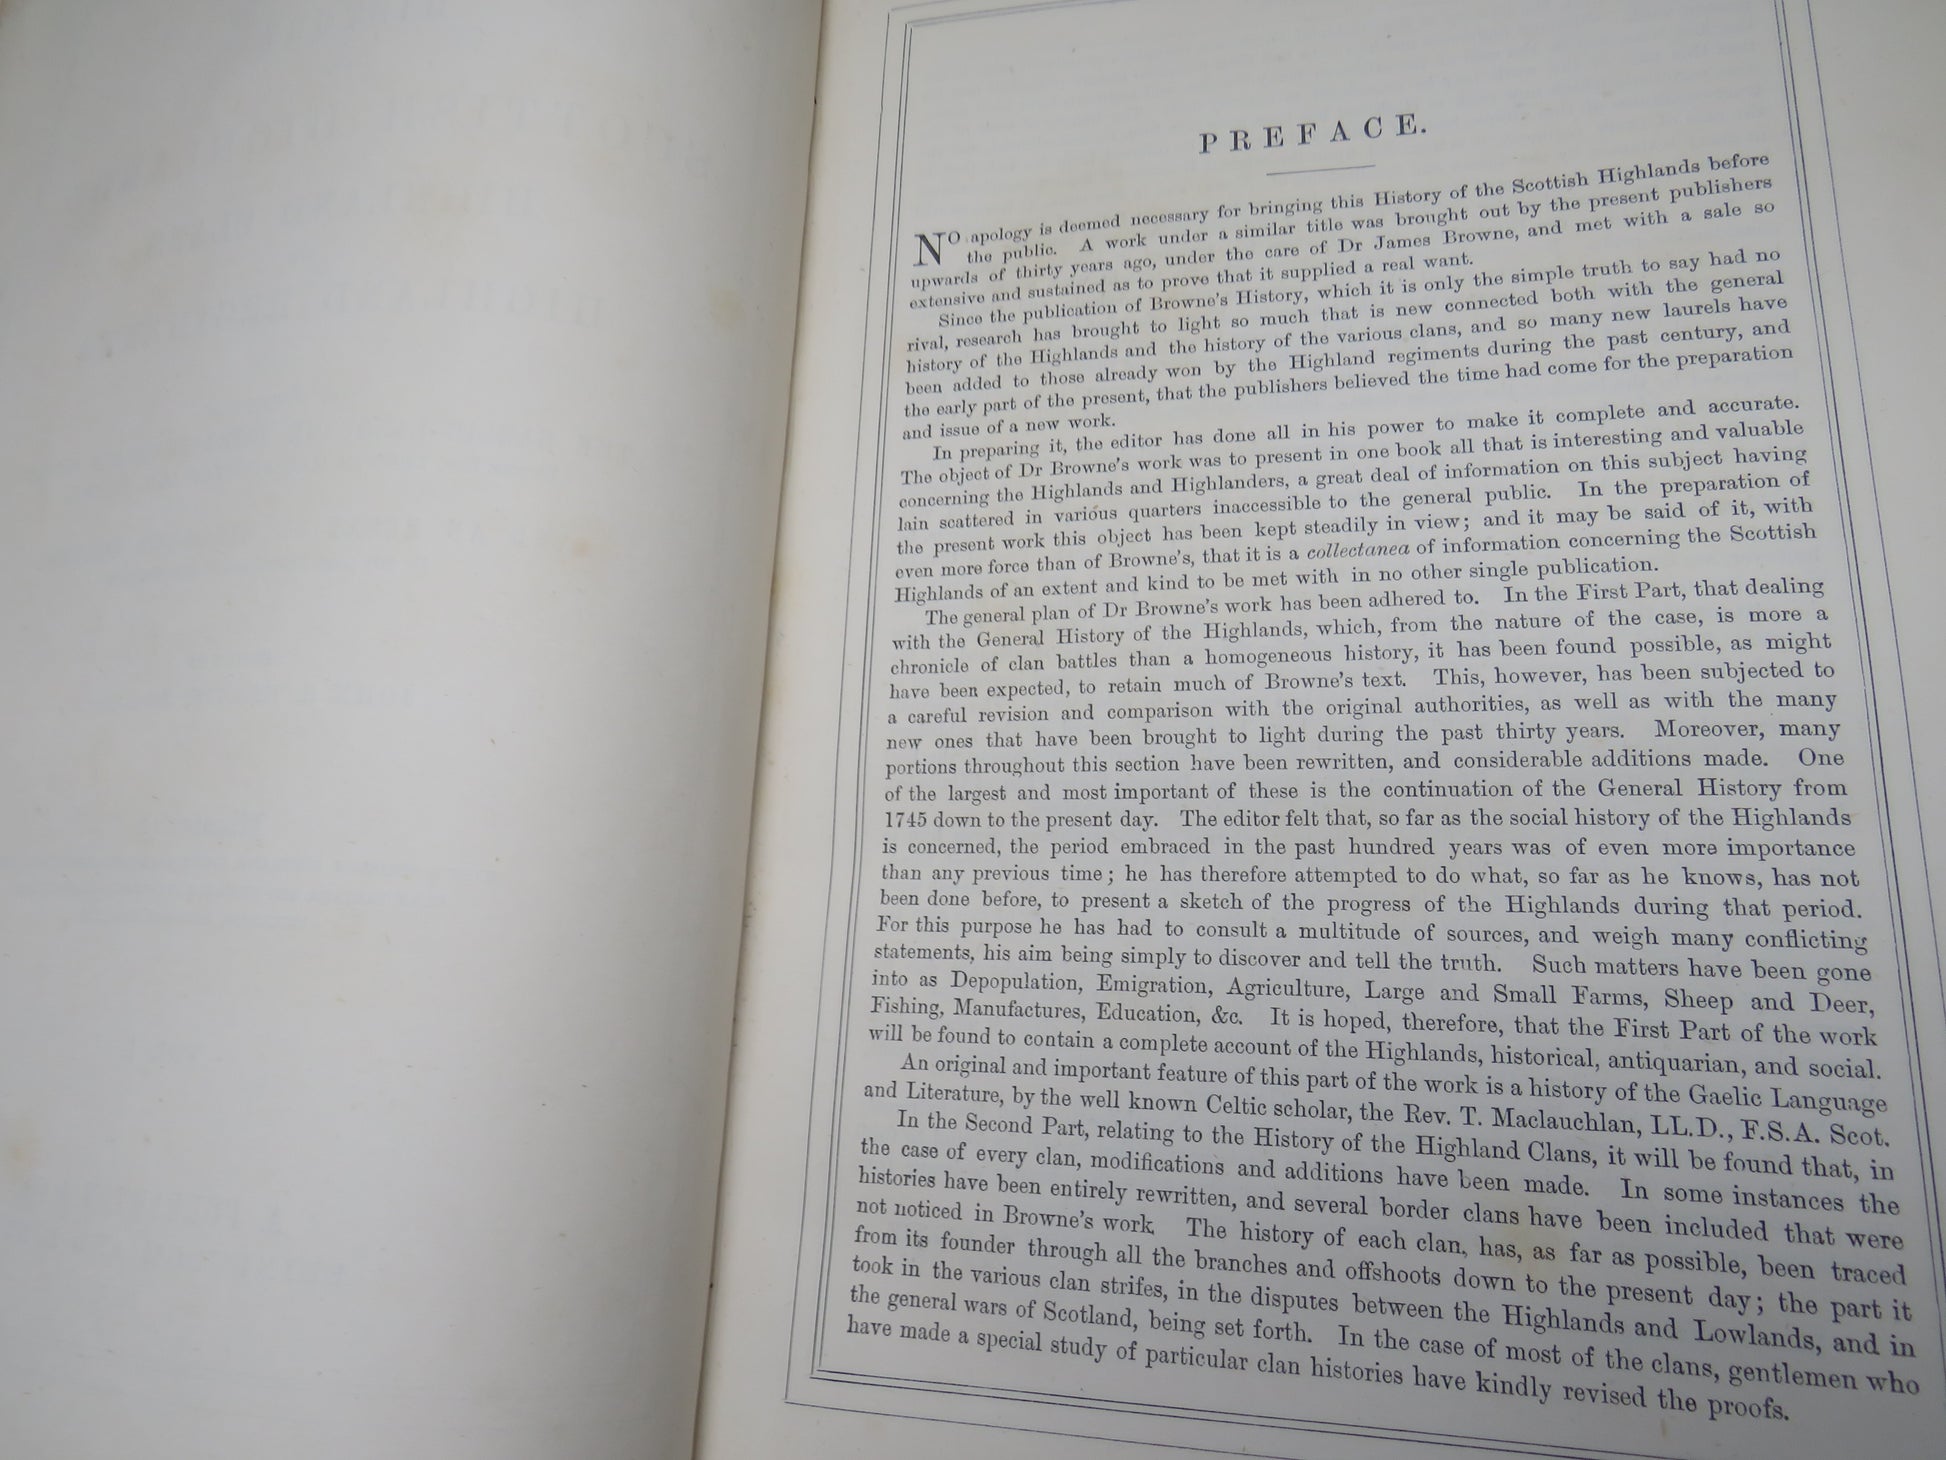 PREFACE.
NO apology is deemed necessary for bringing this History of the Scottish Highlands before
the public. A work under a similar title was brought out by the present publishers
upwards of thirty years ago, under the care of Dr James Browne, and met with a sale so
extensive and sustained as to prove that it supplied a real want.
Since the publication of Browne's History, which it is only the simple truth to say had no
rival, research has brought to light so much that is new connected both with the general
history of the Highlands and the history of the various clans, and so many new laurels have
been added to those already won by the Highland regiments during the past century, and
the early part of the present, that the publishers believed the time had come for the preparation
and issue of a new work.
In preparing it, the editor has done all in his power to make it complete and accurate.
The object of Dr Browne's work was to present in one book all that is interesting and valuable
concerning the Highlands and Highlanders, a great deal of information on this subject having
lain scattered in various quarters inaccessible to the general public. In the preparation of
the present work this object has been kept steadily in view; and it may be said of it, with
even more force than of Browne's, that it is a collectanea of information concerning the Scottish
Highlands of an extent and kind to be met with in no other single publication.
The general plan of Dr Browne's work has been adhered to. In the First Part, that dealing
with the General History of the Highlands, which, from the nature of the case, is more a
chronicle of clan battles than a homogeneous history, it has been found possible, as might
have been expected, to retain much of Browne's text. This, however, has been subjected to
a careful revision and comparison with the original authorities, as well as with the many
new ones that have been brought to light during the past thirty years. Moreover, many
portions throughout this section have been rewritten, and considerable additions made. One
of the largest and most important of these is the continuation of the General History from
1745 down to the present day. The editor felt that, so far as the social history of the Highlands
is concerned, the period embraced in the past hundred years was of even more importance
than any previous time; he has therefore attempted to do what, so far as he knows, has not
been done before, to present a sketch of the progress of the Highlands during that period.
For this purpose he has had to consult a multitude of sources, and weigh many conflicting
statements, his aim being simply to discover and tell the truth. Such matters have been gone
into as Depopulation, Emigration, Agriculture, Large and Small Farms, Sheep and Deer,
Fishing, Manufactures, Education, &c. It is hoped, therefore, that the First Part of the work
will be found to contain a complete account of the Highlands, historical, antiquarian, and social.
An original and important feature of this part of the work is a history of the Gaelic Language
and Literature, by the well known Celtic scholar, the Rev. T. Maclauchlan, LL.D., F.S.A. Scot.
In the Second Part, relating to the History of the Highland Clans, it will be found that, in
the case of every clan, modifications and additions have been made. In some instances the
histories have been entirely rewritten, and several border clans have been included that were
not noticed in Browne's work The history of each clan, has, as far as possible, been traced
from its founder through all the branches and offshoots down to the present day; the part it
took in the various clan strifes, in the disputes between the Highlands and Lowlands, and in
the general wars of Scotland, being set forth. In the case of most of the clans, gentlemen who
have made a special study of particular clan histories have kindly revised the proofs.